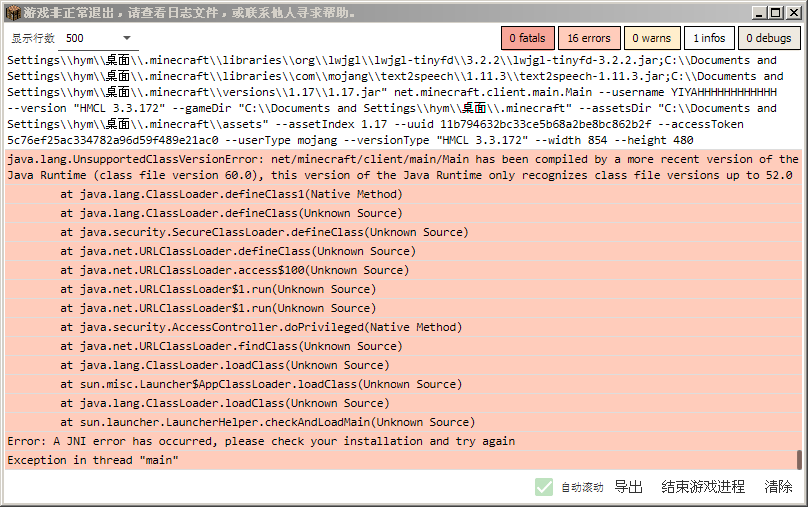 游戏非正常退出，请查看日志文件，或联系他人寻求帮助。
显示行数 500 0 fatals 16 errors 0 warns 1 infos 0 debugs
Settings\\hym\\桌面\\.minecraft\\libraries\\org\\lwjgl\\lwjgl-tinyfd\\3.2.2\\lwjgl-tinyfd-3.2.2.jar;C:\\Documents and
Settings\\hym\\桌面\\.minecraft\\libraries\\com\\mojang\\text2speech\\1.11.3\\text2speech-1.11.3.jar;C:\\Documents and
Settings\\hym\\桌面\\.minecraft\\versions\\1.17\\1.17.jar" net.minecraft.client.main.Main --username YIYAHHHHHHHHHHHH
--version "HMCL 3.3.172" --gameDir "C:\\Documents and Settings\\hym\\桌面\\.minecraft" --assetsDir "C:\\Documents and
Settings\\hym\\桌面\\.minecraft\\assets" --assetIndex 1.17 --uuid 11b794632bc33ce5b68a2be8bc862b2f --accessToken
5c76ef25ac334782a96d59f489e21ac0 --userType mojang --versionType "HMCL 3.3.172" --width 854 --height 480
java.lang.UnsupportedClassVersionError: net/minecraft/client/main/Main has been compiled by a more recent version of the
Java Runtime (class file version 60.0), this version of the Java Runtime only recognizes class file versions up to 52.0
at java.lang.ClassLoader.defineClass1(Native Method)
at java.lang.ClassLoader.defineClass(Unknown Source)
at java.security.SecureClassLoader.defineClass(Unknown Source)
at java.net.URLClassLoader.defineClass(Unknown Source)
at java.net.URLClassLoader.access$100(Unknown Source)
at java.net.URLClassLoader$1.run(Unknown Source)
at java.net.URLClassLoader$1.run(Unknown Source)
at java.security.AccessController.doPrivileged(Native Method)
at java.net.URLClassLoader.findClass(Unknown Source)
at java.lang.ClassLoader.loadClass(Unknown Source)
at sun.misc.Launcher$AppClassLoader.loadClass(Unknown Source)
at java.lang.ClassLoader.loadClass(Unknown Source)
at sun.launcher.LauncherHelper.checkAndLoadMain(Unknown Source)
Error: A JNI error has occurred, please check your installation and try again
Exception in thread "main"
自动滚动 导出 结束游戏进程 清除